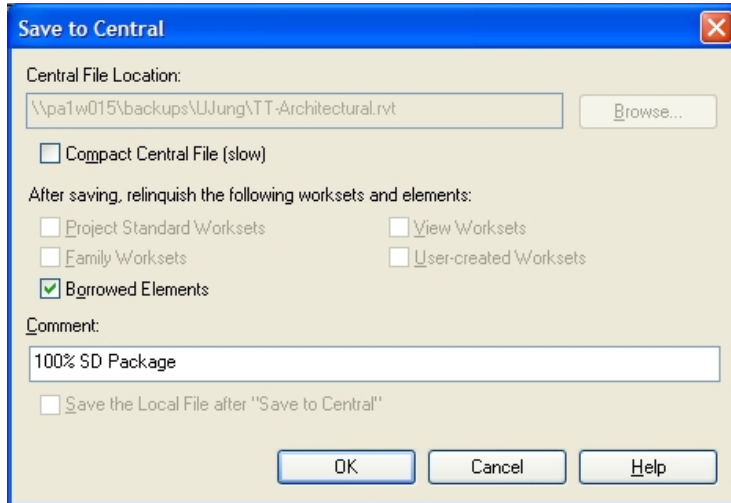 Save to Central
Central File Location:
\\pa1w015\backups\UJung\TT-Architectural.rvt
Browse...
Compact Central File (slow)
After saving, relinquish the following worksets and elements:
Project Standard Worksets
View Worksets
Family Worksets
User-created Worksets
Borrowed Elements
Comment:
100% SD Package
Save the Local File after "Save to Central"
OK
Cancel
Help